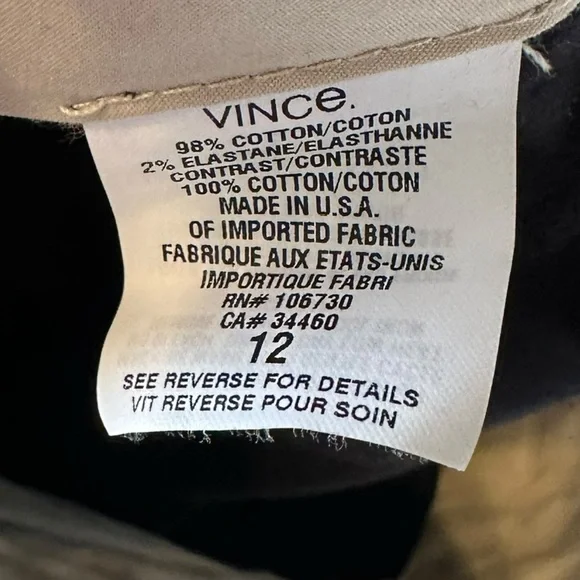 VINCE.
98% COTTON/COTON
2% ELASTANE/ELASTHANNE
CONTRAST/CONTRASTE
100% COTTON/COTON
MADE IN U.S.A.
OF IMPORTED FABRIC
FABRIQUE AUX ETATS-UNIS
IMPORTIQUE FABRI
RN# 106730
CA# 34460
12
SEE REVERSE FOR DETAILS
VIT REVERSE POUR SOIN